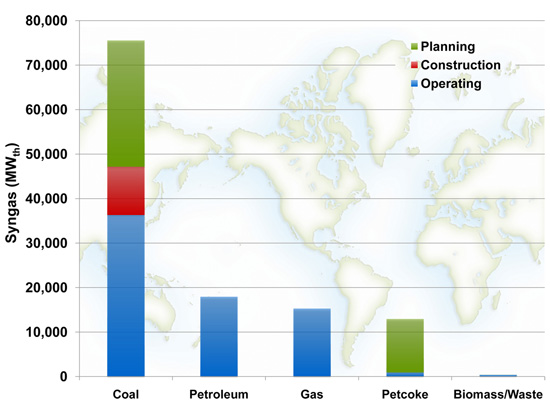 80,000
70,000
60,000
50,000
40,000
30,000
20,000
10,000
0
Syngas (MWth)
Planning
Construction
Operating
Coal
Petroleum
Gas
Petcoke
Biomass/Waste